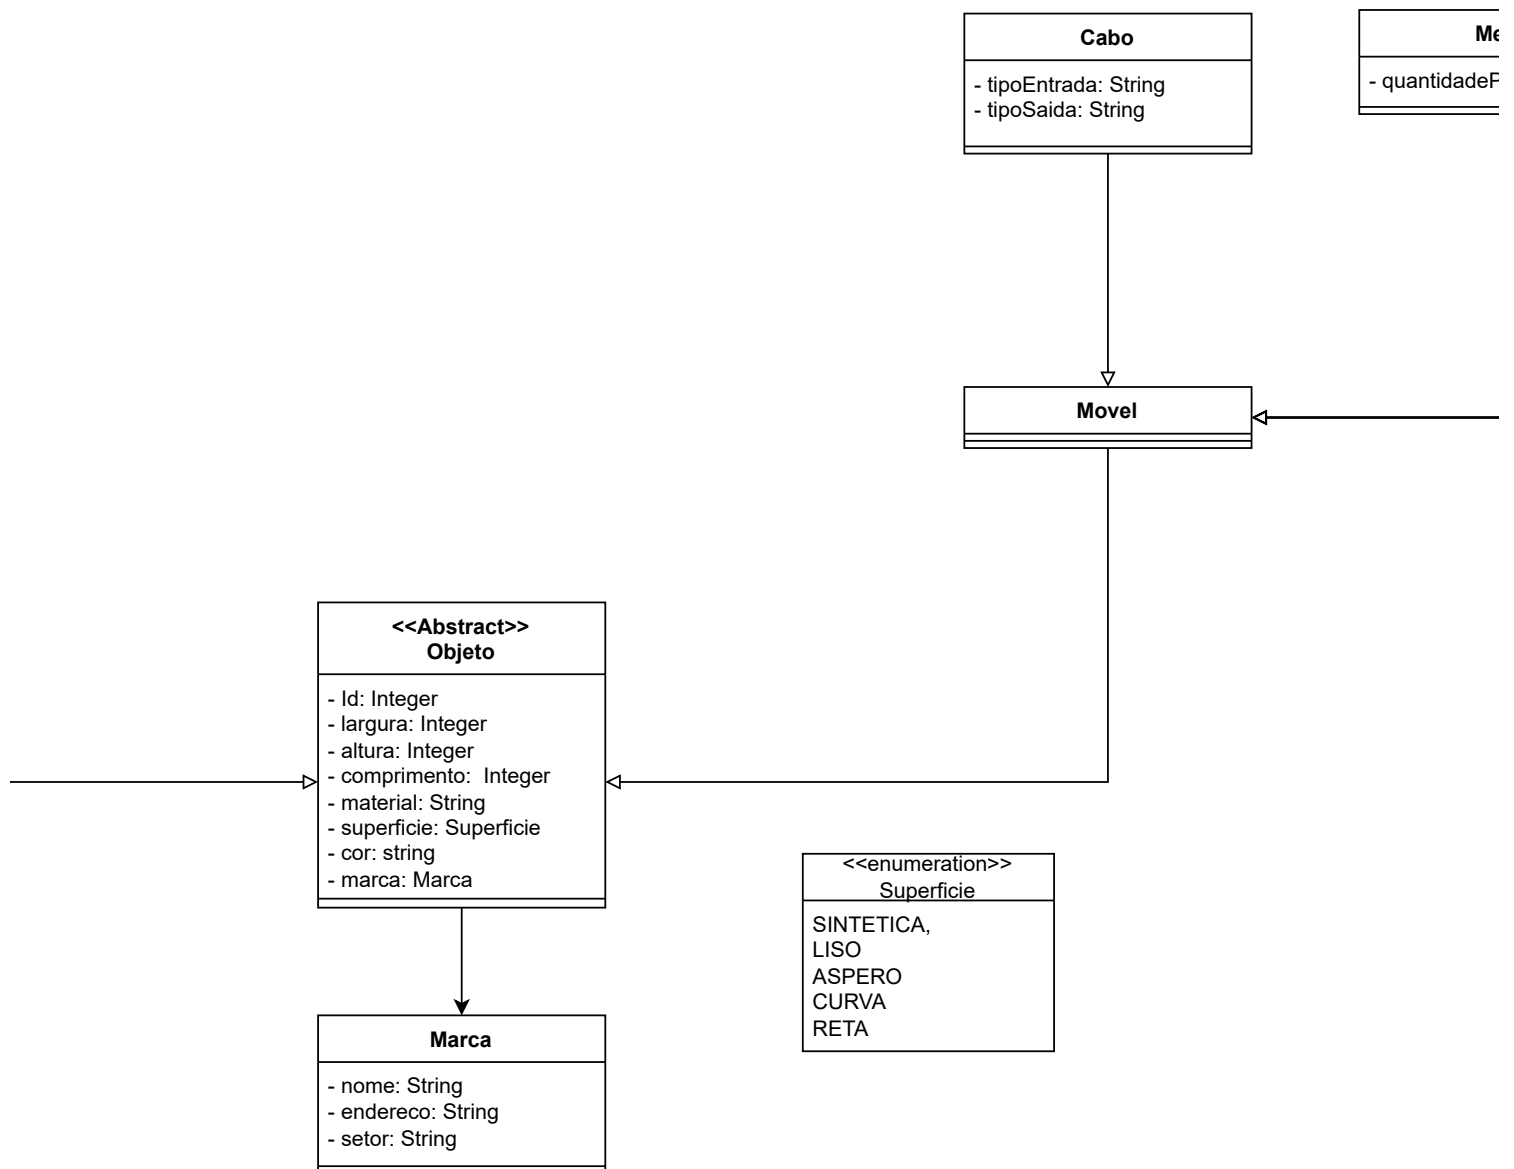 Cabo
- tipoEntrada: String
- tipoSaida: String
Movel
<<Abstract>>
Objeto
- Id: Integer
- largura: Integer
- altura: Integer
- comprimento:  Integer
- material: String
- superficie: Superficie
- cor: string
- marca: Marca
<<enumeration>>
Superficie
SINTETICA,
LISO
ASPERO
CURVA
RETA
Marca
- nome: String
- endereco: String
- setor: String